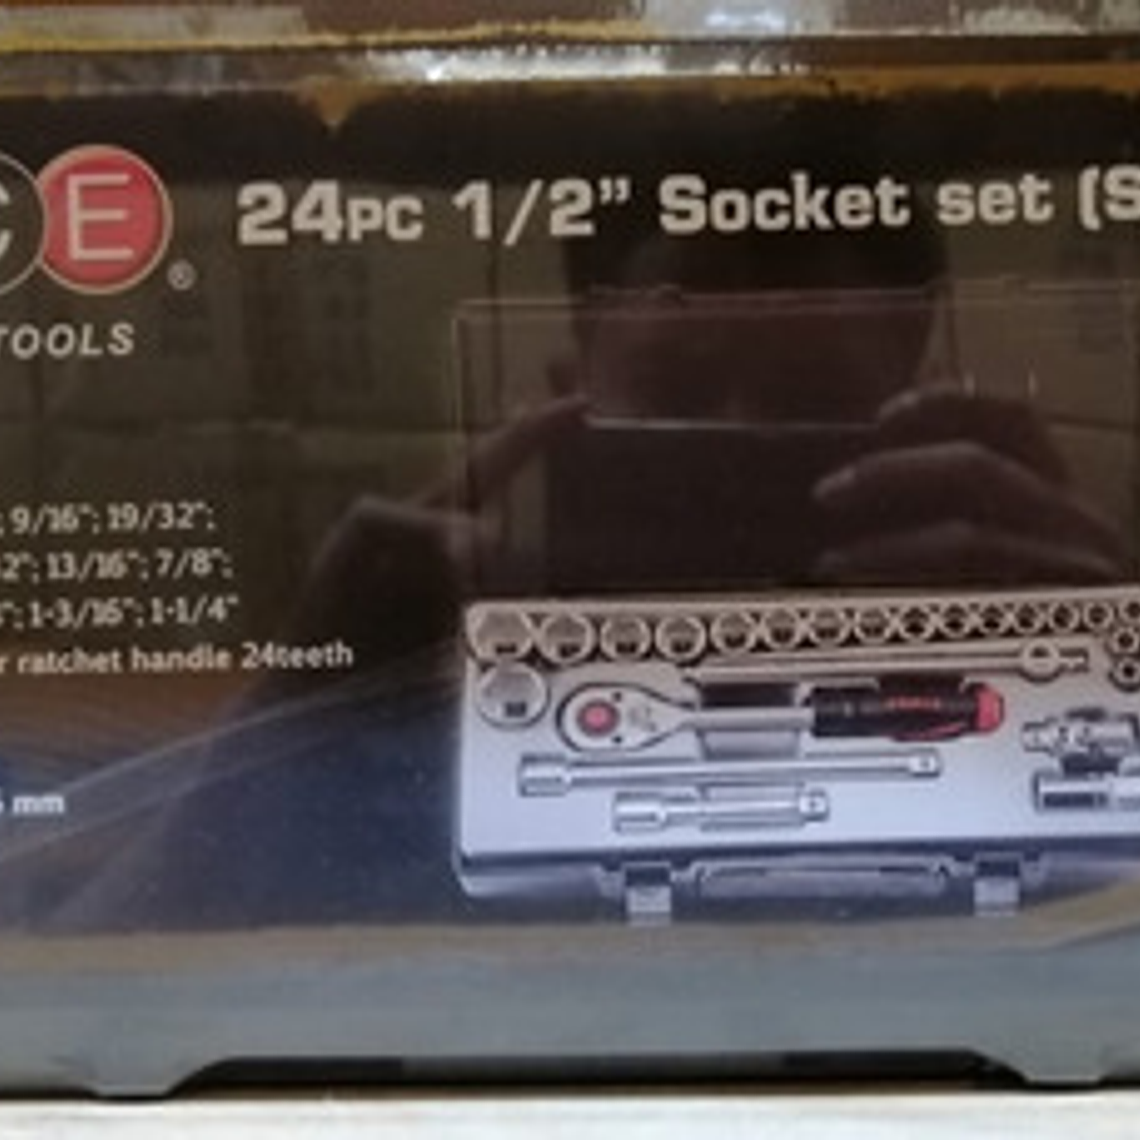 CE®
24PC 1/2” Socket set (S
TOOLS
; 9/16"; 19/32";
2"; 13/16"; 7/8";
"; 1-3/16"; 1-1/4"
r ratchet handle 24teeth
mm